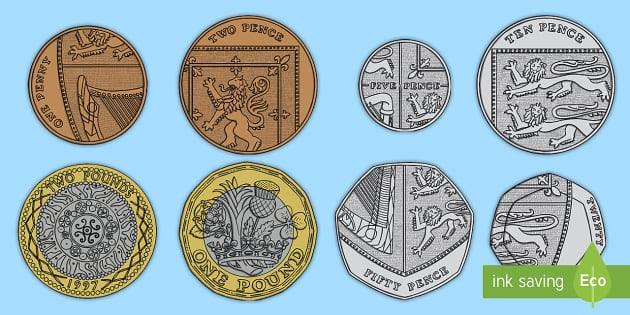 ONE PENNY
TWO PENCE
FIVE PENCE
TEN PENCE
TWO POUNDS
1997
ONE POUND
FIFTY PENCE
TWENTY
ink saving
Eco